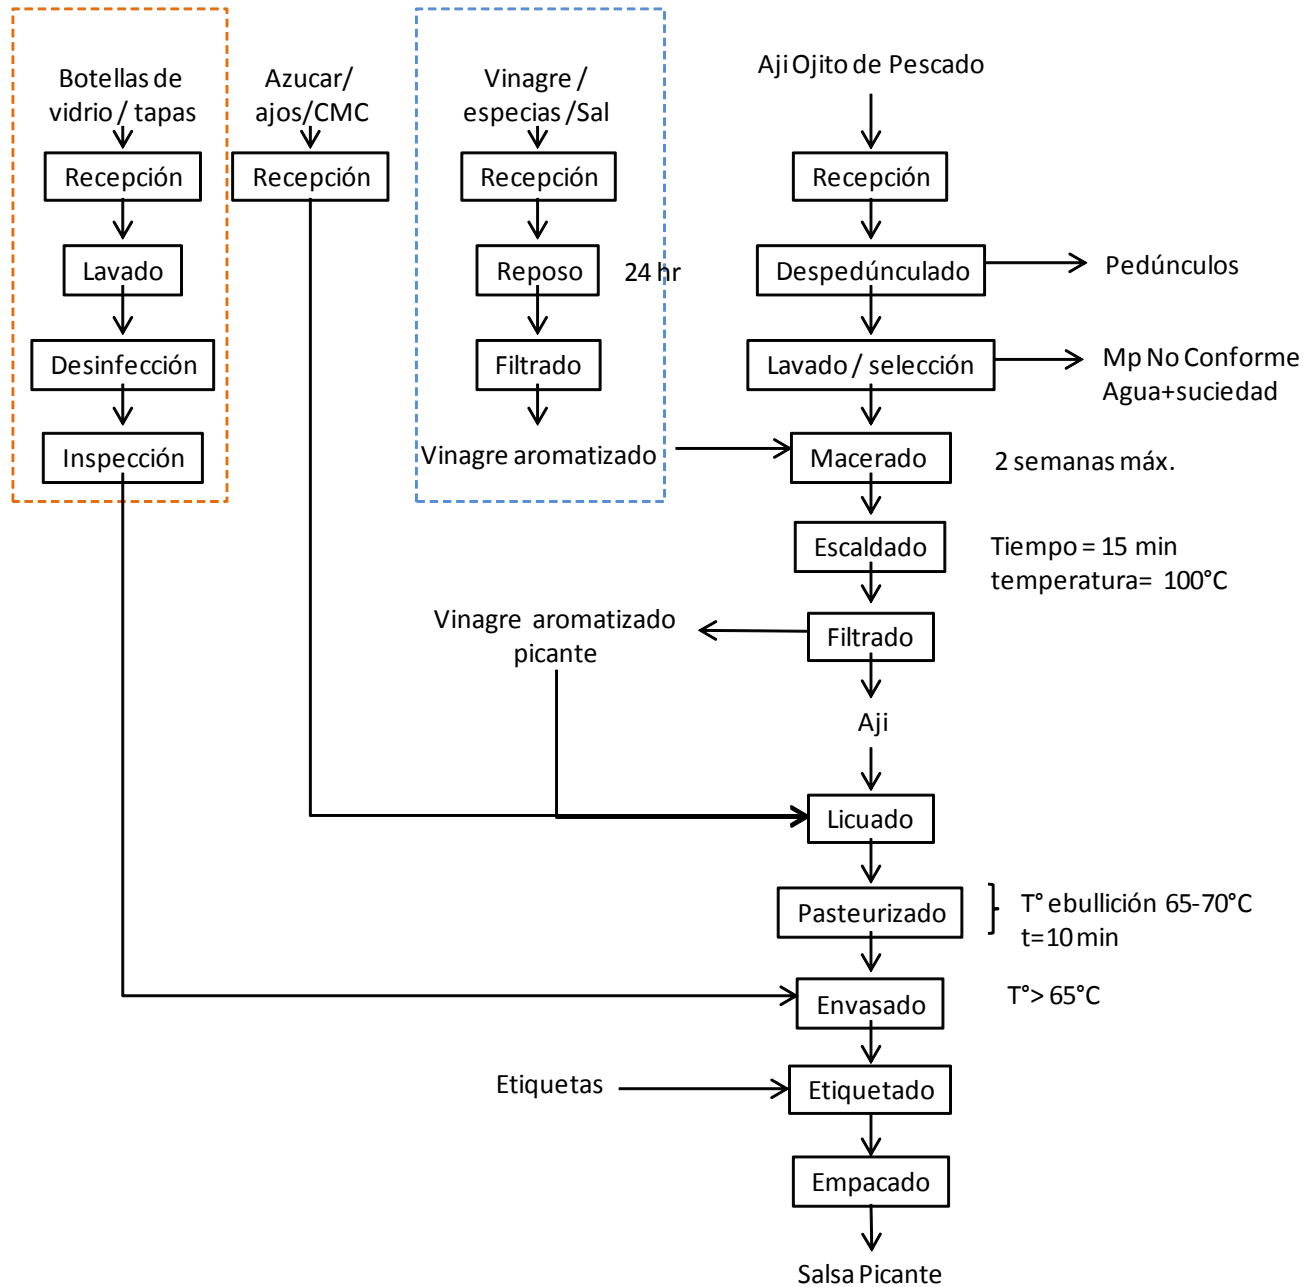 Botellas de
vidrio / tapas
Recepción
Lavado
Desinfección
Inspección
Azucar/
ajos/CMC
Recepción
Vinagre /
especias /Sal
Recepción
Reposo
24 hr
Filtrado
Vinagre aromatizado
Aji Ojito de Pescado
Recepción
Despedúnculado
Pedúnculos
Lavado / selección
Mp No Conforme
Agua+suciedad
Macerado
2 semanas máx.
Escaldado
Tiempo = 15 min
temperatura= 100°C
Filtrado
Vinagre aromatizado
picante
Aji
Licuado
Pasteurizado
T° ebullición 65-70°C
t=10 min
Envasado
T°> 65°C
Etiquetas
Etiquetado
Empacado
Salsa Picante